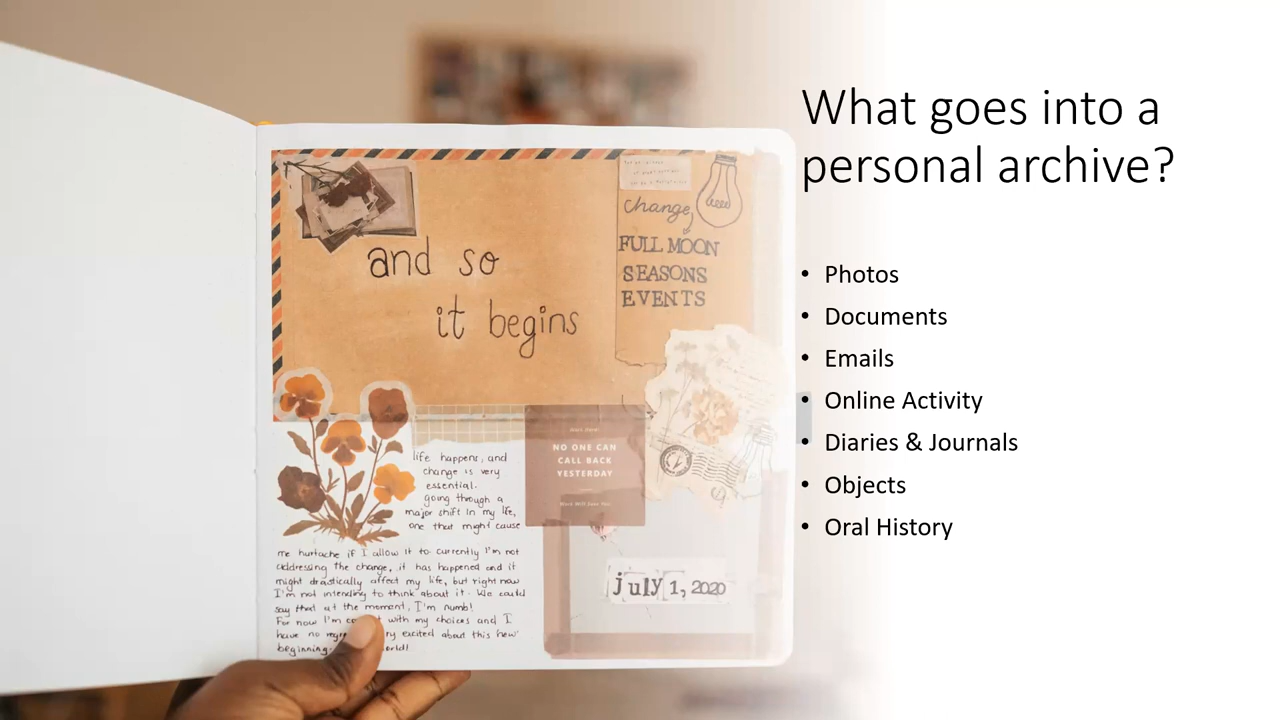 What goes into a
personal archive?
• Photos
• Documents
• Emails
• Online Activity
• Diaries & Journals
• Objects
• Oral History
and so
it begins
change,
FULL MOON
SEASONS
EVENTS
life happens, and
change is very
essential.
going through a
major shift in my life,
one that might cause
me hurtache if I allow it to. currently I'm not
addressing the change, it has happened and it
might drastically affect my life, but right now
I'm not intending to think about it. We could
say that at the moment, I'm numb!
For now I'm with my choices and I
have no excited about this new
beginning
NO ONE CAN
CALL BACK
YESTERDAY
july 1, 2020